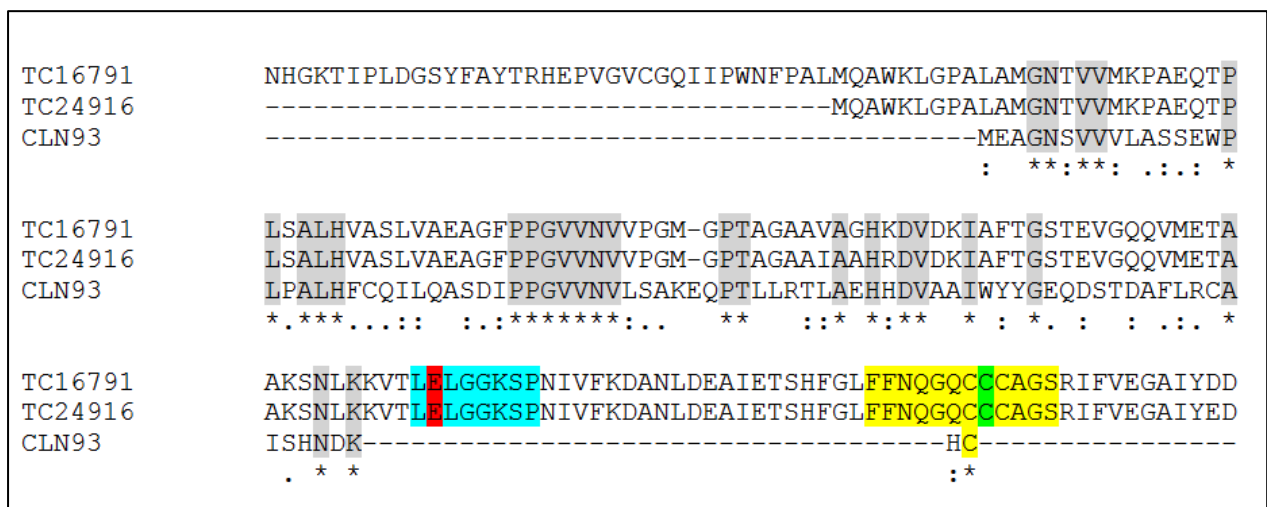 TC16791 NHGKTIPLDGSYFAYTRHEPVGVCGQIIPWNFPALMQAWKLGPALAMGNTVVMKPAEQTP
TC24916 -----------------------------------MQAWKLGPALAMGNTVVMKPAEQTP
CLN93 --------------------------------------------MEAGNSVVVLASSEWP
:  **:**: .:.: *
TC16791 LSALHVASLVAEAGFPPGVVNVVPGM-GPTAGAAVAGHKDVDKIAFTGSTEVGQQVMETA
TC24916 LSALHVASLVAEAGFPPGVVNVVPGM-GPTAGAAIAAHRDVDKIAFTGSTEVGQQVMETA
CLN93 LPALHFCQILQASDIPPGVVNVLSAKEQPTLLRTLAEHHDVAAIWYYGEQDSTDAFLRCA
*.***...::  :.:*******:..   **   ::* *:**  * : *. :  : .:. *
TC16791 AKSNLKKVTLELGGKSPNIVFKDANLDEAIETSHFGLFFNQGQCCCAGSRIFVEGAIYDD
TC24916 AKSNLKKVTLELGGKSPNIVFKDANLDEAIETSHFGLFFNQGQCCCAGSRIFVEGAIYED
CLN93 ISHNDK------------------------------------HC----------------
. * *                                    :*